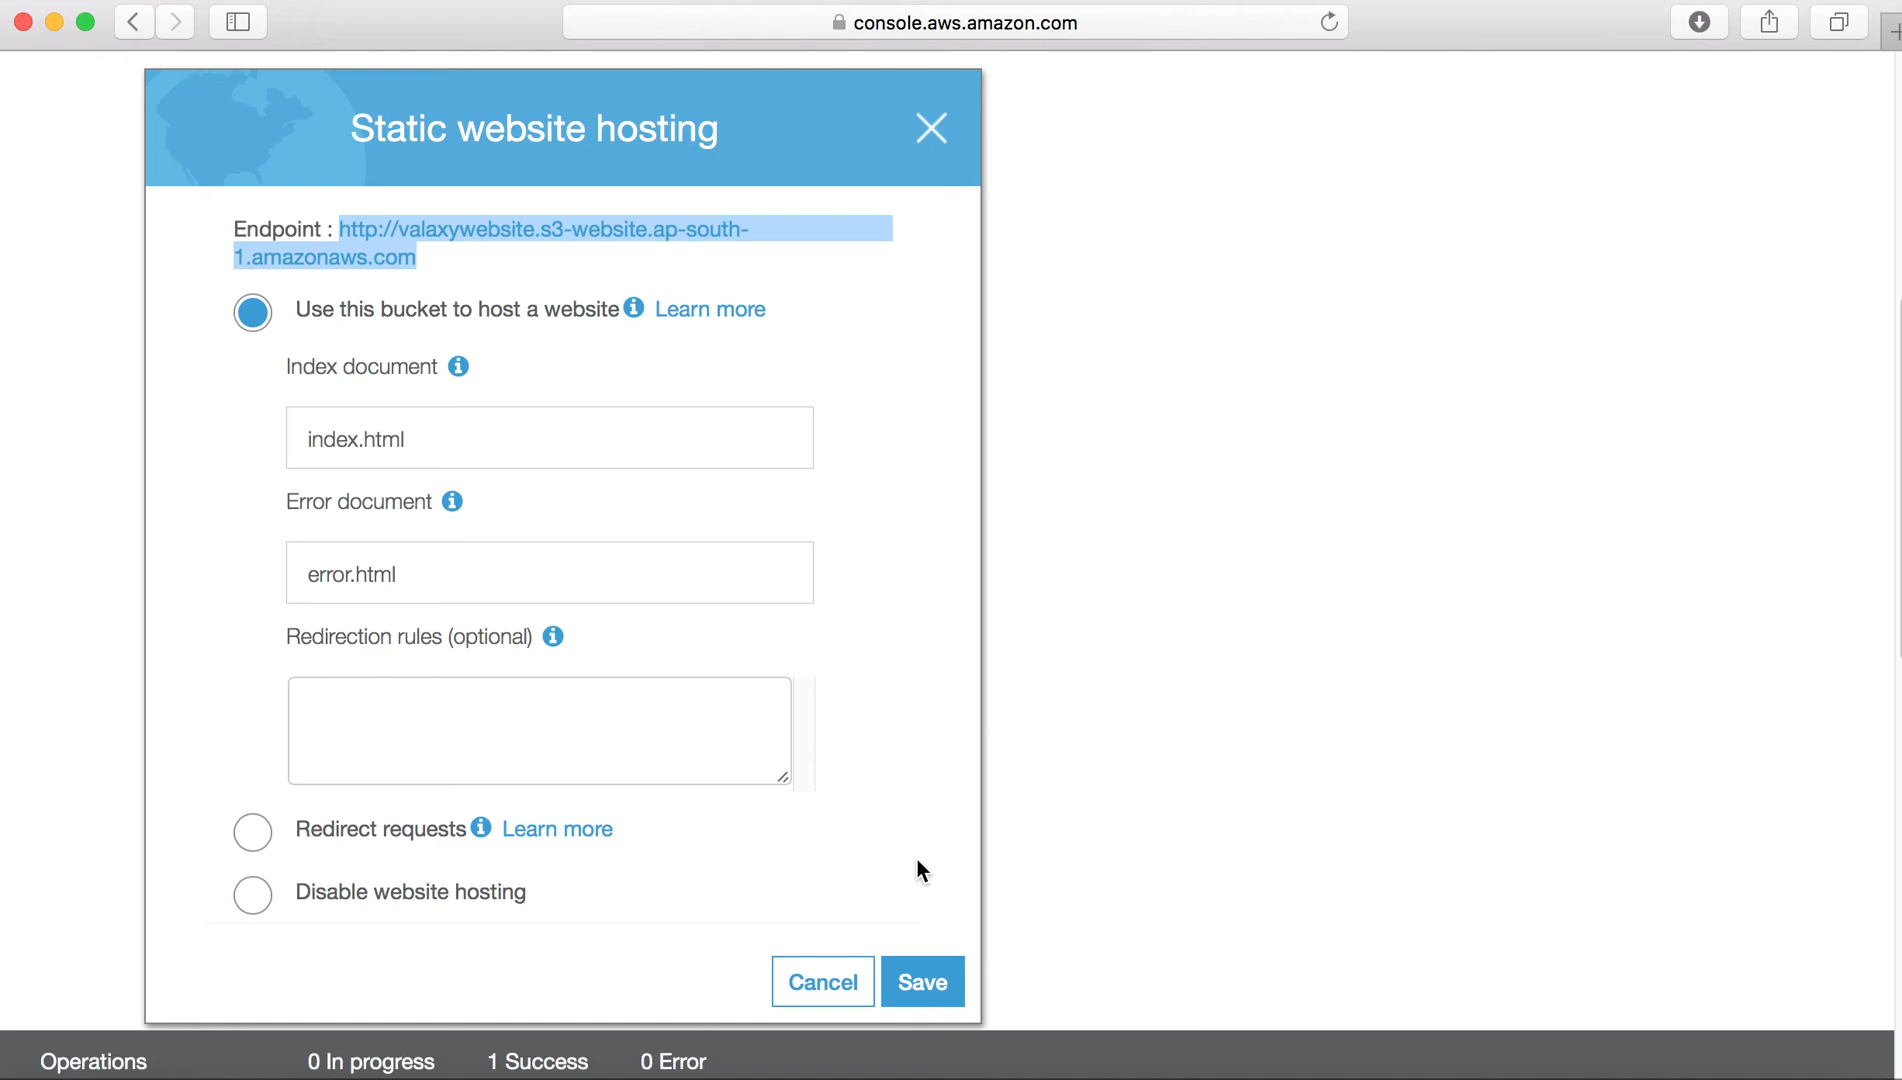 console.aws.amazon.com
Static website hosting
Endpoint : http://valaxywebsite.s3-website.ap-south-
1.amazonaws.com
Use this bucket to host a website Learn more
Index document
index.html
Error document
error.html
Redirection rules (optional)
Redirect requests Learn more
Disable website hosting
Cancel Save
Operations 0 In progress 1 Success 0 Error